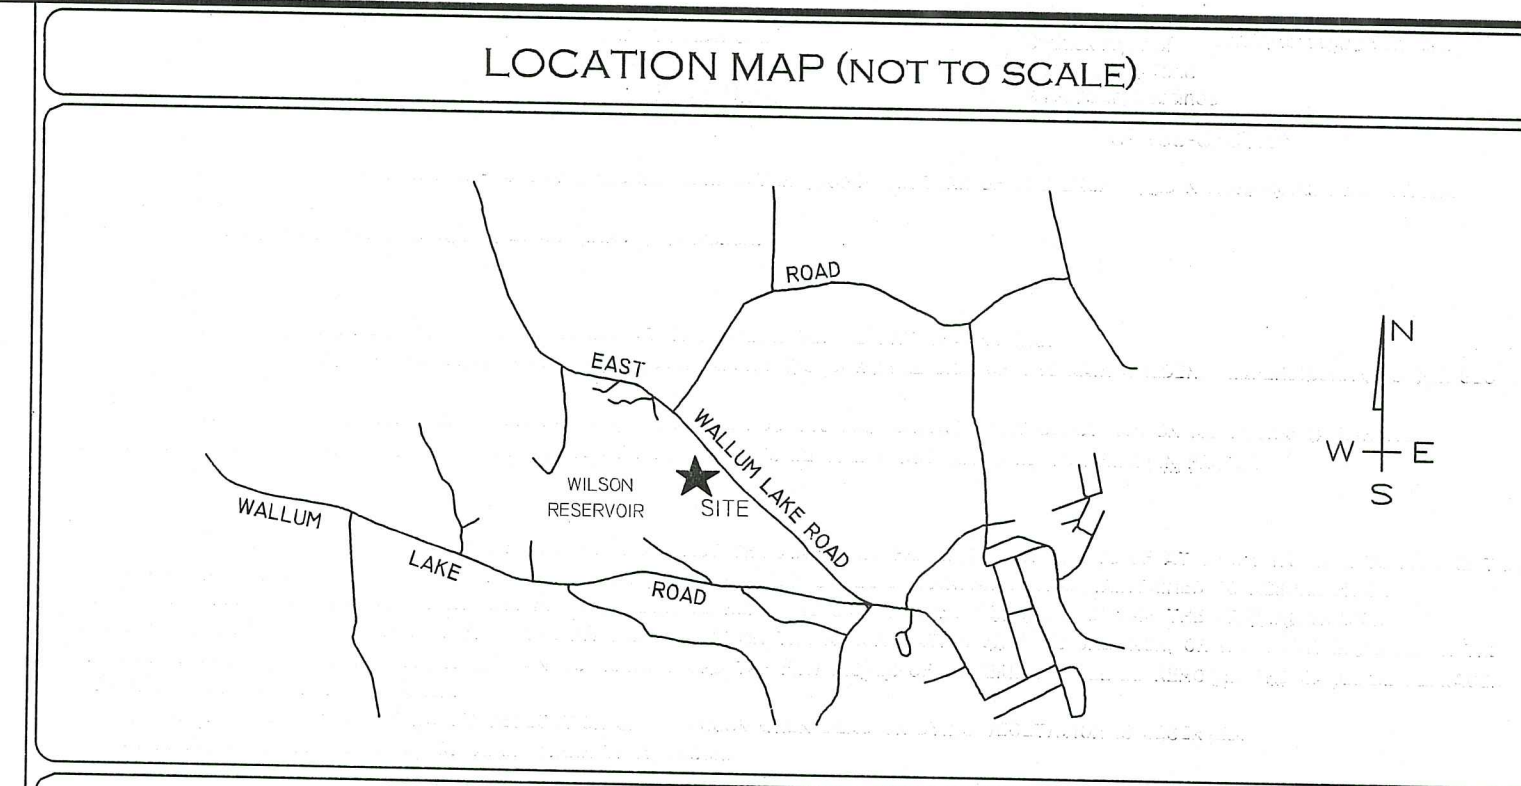 LOCATION MAP (NOT TO SCALE)
ROAD
EAST
WALLUM LAKE ROAD
WILSON
RESERVOIR
SITE
WALLUM
LAKE
ROAD
N
W E
S